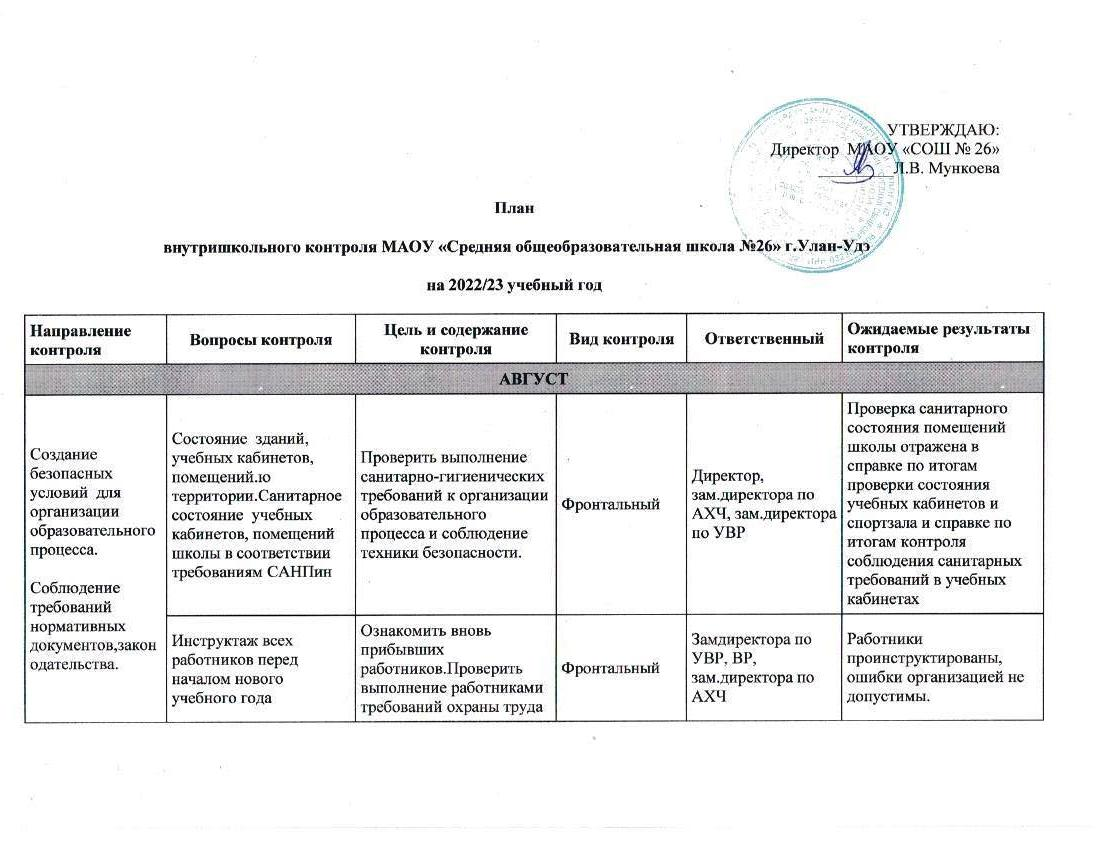 УТВЕРЖДАЮ:
Директор МАОУ «СОШ № 26»
Л.В. Мункоева
План
внутришкольного контроля МАОУ «Средняя общеобразовательная школа №26» г.Улан-Удэ
на 2022/23 учебный год
Направление
контроля
Вопросы контроля
Цель и содержание
контроля
Вид контроля
Ответственный
Ожидаемые результаты
контроля
АВГУСТ
Создание
безопасных
условий для
организации
образовательного
процесса.
Соблюдение
требований
нормативных
документов,закон
одательства.
Состояние зданий,
учебных кабинетов,
помещений.ю
территории.Санитарное
состояние учебных
кабинетов, помещений
школы в соответствии
требованиям САНПин
Проверить выполнение
санитарно-гигиенических
требований к организации
образовательного
процесса и соблюдение
техники безопасности.
Фронтальный
Директор,
зам.директора по
АХЧ, зам.директора
по УВР
Проверка санитарного
состояния помещений
школы отражена в
справке по итогам
проверки состояния
учебных кабинетов и
спортзала и справке по
итогам контроля
соблюдения санитарных
требований в учебных
кабинетах
Инструктаж всех
работников перед
началом нового
учебного года
Ознакомить вновь
прибывших
работников.Проверить
выполнение работниками
требований охраны труда
Фронтальный
Замдиректора по
УВР, ВР,
зам.директора по
АХЧ
Работники
проинструктированы,
ошибки организацией не
допустимы.